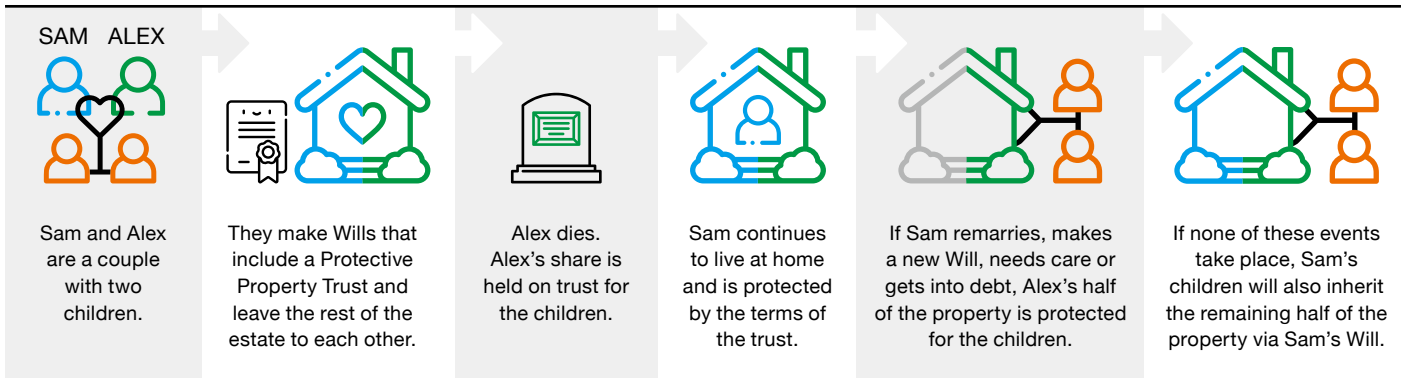 SAM ALEX
Sam and Alex
are a couple
with two
children.
They make Wills that
include a Protective
Property Trust and
leave the rest of the
estate to each other.
Alex dies.
Alex’s share is
held on trust for
the children.
Sam continues
to live at home
and is protected
by the terms of
the trust.
If Sam remarries, makes
a new Will, needs care or
gets into debt, Alex’s half
of the property is protected
for the children.
If none of these events
take place, Sam’s
children will also inherit
the remaining half of the
property via Sam’s Will.